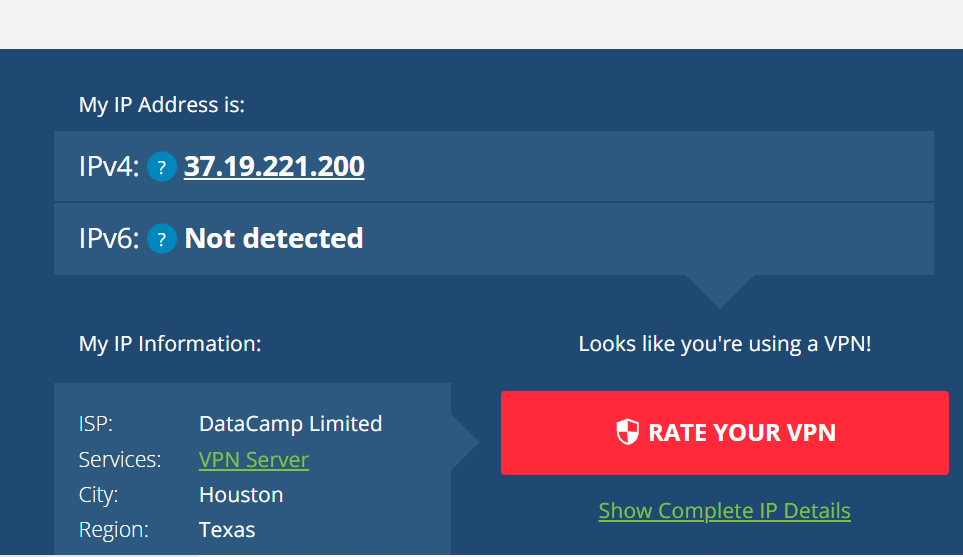 My IP Address is:
IPv4: ? 37.19.221.200
IPv6: ? Not detected
My IP Information:
Looks like you're using a VPN!
ISP: DataCamp Limited
Services: VPN Server
City: Houston
Region: Texas
RATE YOUR VPN
Show Complete IP Details